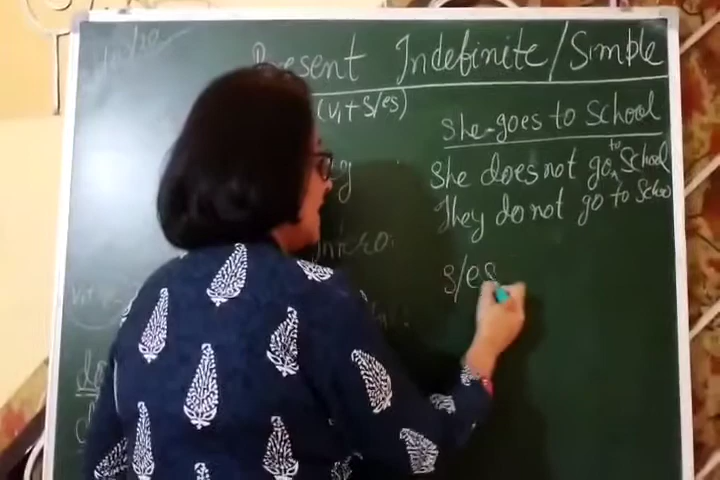 Present Indefinite/Simple
(V1 + s/es)
She - goes to School
She does not go to School
They do not go to School
s/es